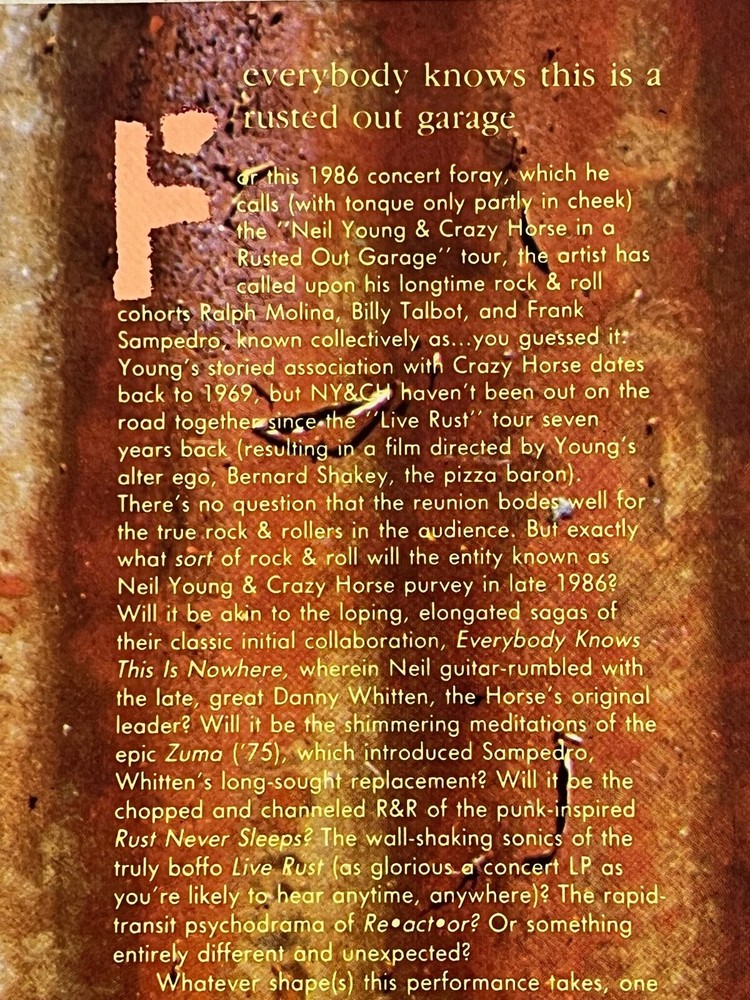 everybody knows this is a
rusted out garage
For this 1986 concert foray, which he
calls (with tonque only partly in cheek)
the "Neil Young & Crazy Horse in a
Rusted Out Garage" tour, the artist has
called upon his longtime rock & roll
cohorts Ralph Molina, Billy Talbot, and Frank
Sampedro, known collectively as...you guessed it.
Young's storied association with Crazy Horse dates
back to 1969, but NY&CH haven't been out on the
road together since the "Live Rust" tour seven
years back (resulting in a film directed by Young's
alter ego, Bernard Shakey, the pizza baron).
There's no question that the reunion bodes well for
the true rock & rollers in the audience. But exactly
what sort of rock & roll will the entity known as
Neil Young & Crazy Horse purvey in late 1986?
Will it be akin to the loping, elongated sagas of
their classic initial collaboration, Everybody Knows
This Is Nowhere, wherein Neil guitar-rumbled with
the late, great Danny Whitten, the Horse's original
leader? Will it be the shimmering meditations of the
epic Zuma ('75), which introduced Sampedro,
Whitten's long-sought replacement? Will it be the
chopped and channeled R&R of the punk-inspired
Rust Never Sleeps? The wall-shaking sonics of the
truly boffo Live Rust (as glorious a concert LP as
you're likely to hear anytime, anywhere)? The rapid-
transit psychodrama of Re•act•or? Or something
entirely different and unexpected?
Whatever shape(s) this performance takes, one